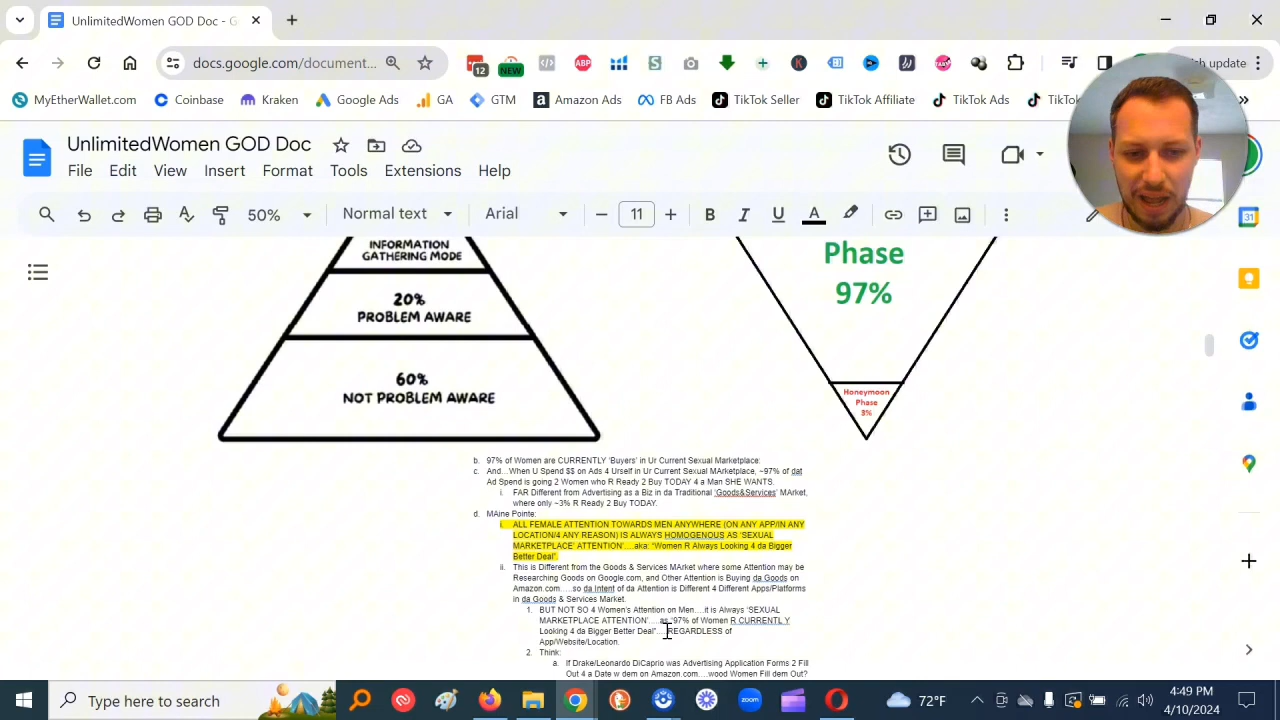 UnlimitedWomen GOD Doc - G
docs.google.com/document...
12
NEW
ABP
sh update
MyEtherWallet.com
Coinbase
Kraken
Google Ads
GA
GTM
Amazon Ads
FB Ads
TikTok Seller
TikTok Affiliate
TikTok Ads
TikTok
UnlimitedWomen GOD Doc
File Edit View Insert Format Tools Extensions Help
50% Normal text Arial 11 B I U A
INFORMATION
GATHERING MODE
20%
PROBLEM AWARE
60%
NOT PROBLEM AWARE
Phase
97%
Honeymoon
Phase
3%
b. 97% of Women are CURRENTLY 'Buyers' in Ur Current Sexual Marketplace:
c. And…When U Spend $$ on Ads 4 Urself in Ur Current Sexual MArketplace, ~97% of dat
Ad Spend is going 2 Women who R Ready 2 Buy TODAY 4 a Man SHE WANTS.
i. FAR Different from Advertising as a Biz in da Traditional 'Goods&Services' MArket,
where only ~3% R Ready 2 Buy TODAY.
d. MAine Pointe:
i. ALL FEMALE ATTENTION TOWARDS MEN ANYWHERE (ON ANY APP/IN ANY
LOCATION/4 ANY REASON) IS ALWAYS HOMOGENOUS AS 'SEXUAL
MARKETPLACE' ATTENTION'….aka: "Women R Always Looking 4 da Bigger
Better Deal".
ii. This is Different from the Goods & Services MArket where some Attention may be
Researching Goods on Google.com, and Other Attention is Buying da Goods on
Amazon.com…..so da Intent of da Attention is Different 4 Different Apps/Platforms
in da Goods & Services Market.
1. BUT NOT SO 4 Women's Attention on Men….it is Always 'SEXUAL
MARKETPLACE ATTENTION'….as "97% of Women R CURRENTLY
Looking 4 da Bigger Better Deal"….REGARDLESS of
App/Website/Location.
2. Think:
a. If Drake/Leonardo DiCaprio was Advertising Application Forms 2 Fill
Out 4 a Date w dem on Amazon.com….wood Women Fill dem Out?
Type here to search
zoom
72°F
4:49 PM
4/10/2024